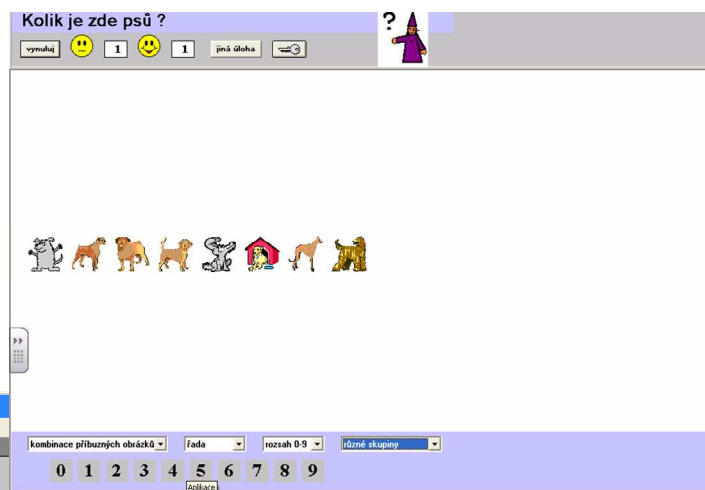 Kolik je zde psů ?
?
vynuluj 1 1 jiná úloha
kombinace příbuzných obrázků řada rozsah 0-9 různé skupiny
0 1 2 3 4 5 6 7 8 9
Aplikace